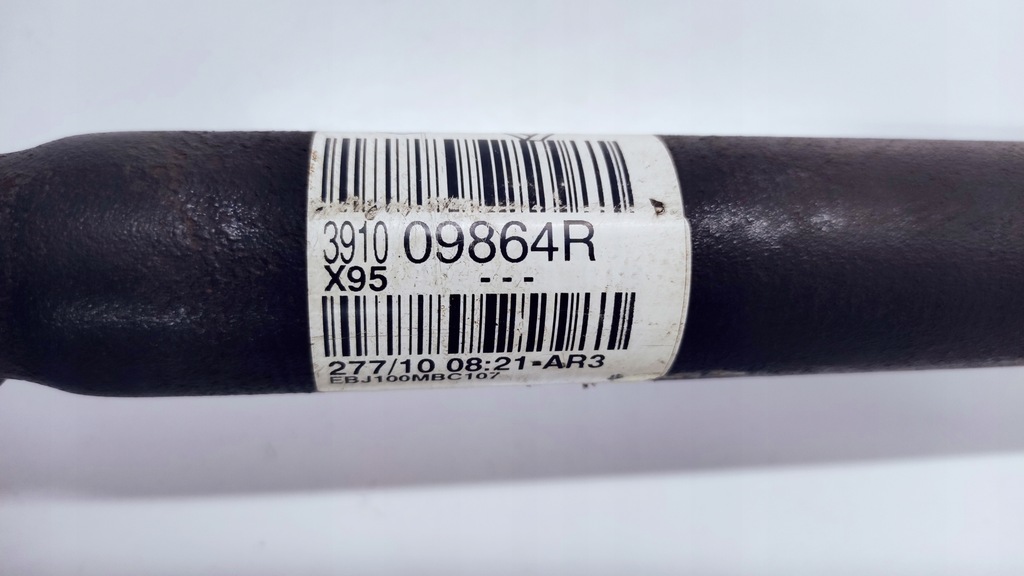 3910 09864R
X95 ---
277/10 08:21-AR3
EBJ100MBC107